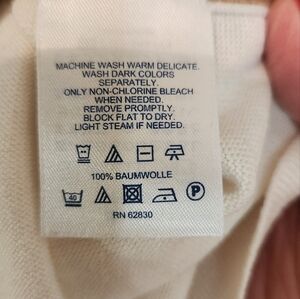 MACHINE WASH WARM DELICATE.
WASH DARK COLORS
SEPARATELY.
ONLY NON-CHLORINE BLEACH
WHEN NEEDED.
REMOVE PROMPTLY.
BLOCK FLAT TO DRY.
LIGHT STEAM IF NEEDED.
100% BAUMWOLLE
40 P
RN 62830